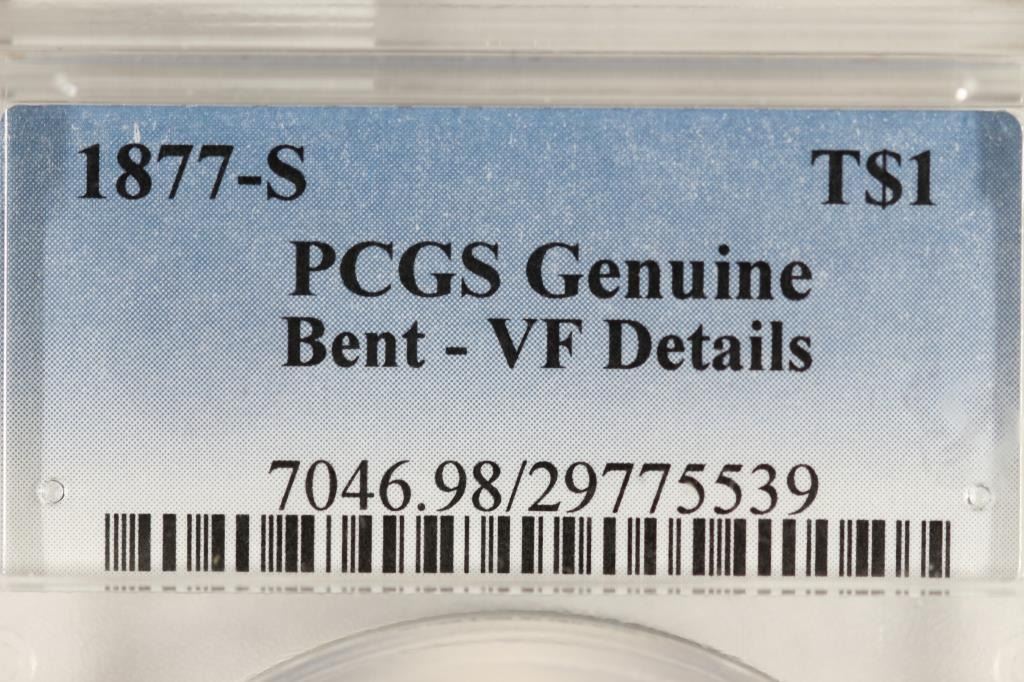 1877-S T$1
PCGS Genuine
Bent - VF Details
7046.98/29775539